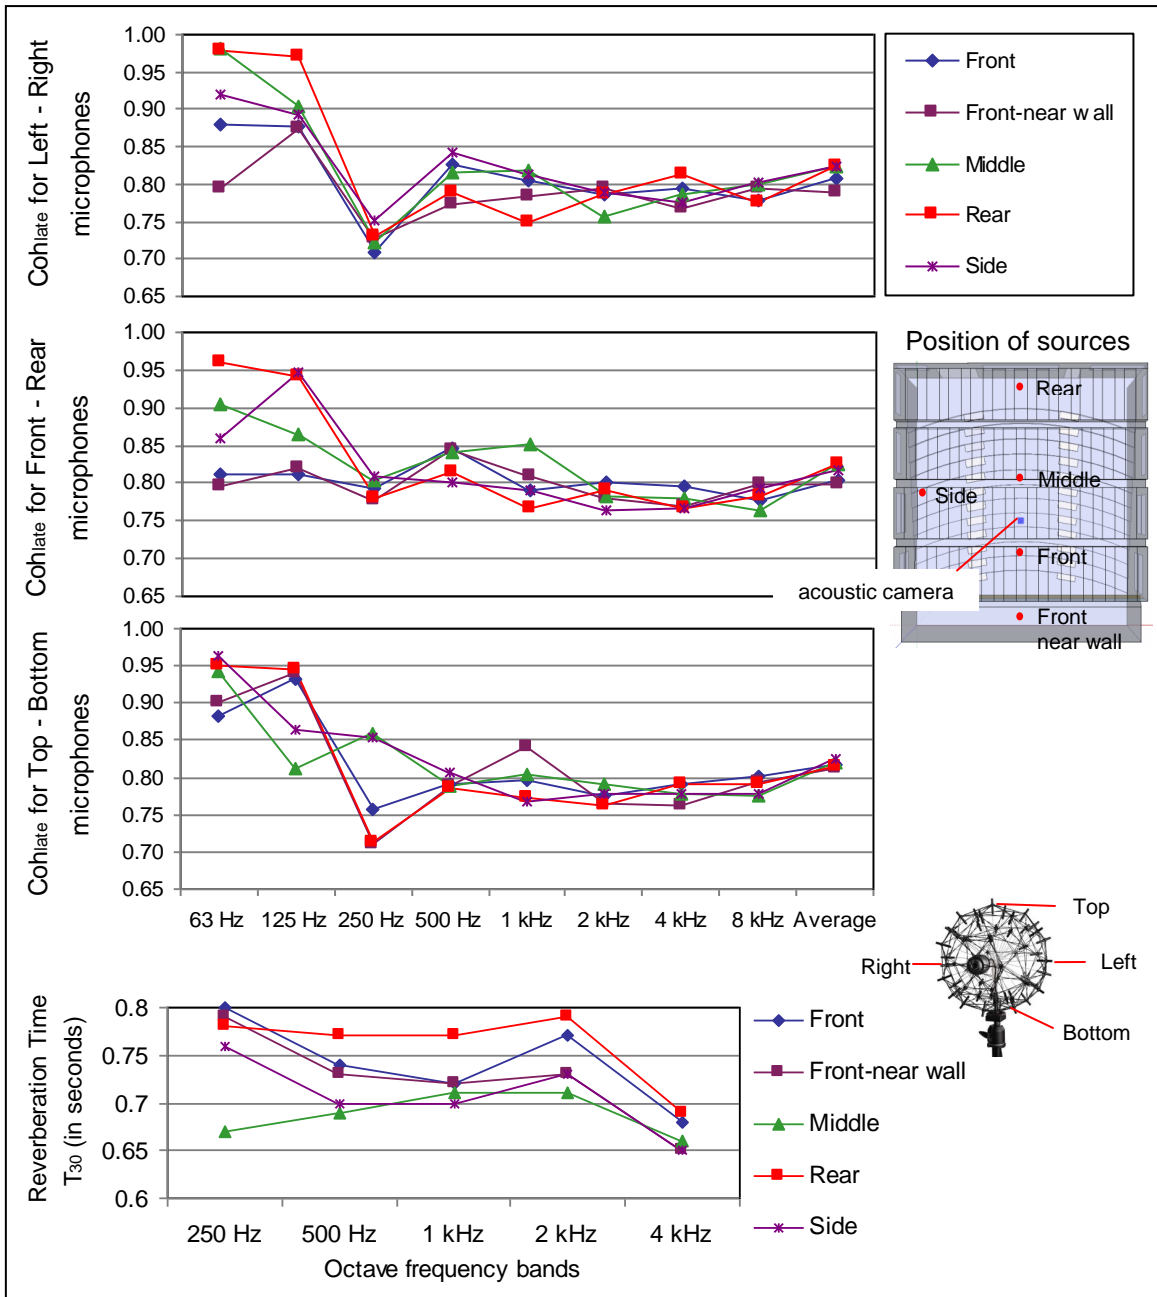 Cohlate for Left - Right
microphones
1.00
0.95
0.90
0.85
0.80
0.75
0.70
0.65
Front
Front-near wall
Middle
Rear
Side
Cohlate for Front - Rear
microphones
1.00
0.95
0.90
0.85
0.80
0.75
0.70
0.65
Position of sources
Rear
Middle
Side
Front
acoustic camera
Front
near wall
Cohlate for Top - Bottom
microphones
1.00
0.95
0.90
0.85
0.80
0.75
0.70
0.65
63 Hz 125 Hz 250 Hz 500 Hz 1 kHz 2 kHz 4 kHz 8 kHz Average
Top
Right
Left
Bottom
Reverberation Time
T30 (in seconds)
0.8
0.75
0.7
0.65
0.6
250 Hz 500 Hz 1 kHz 2 kHz 4 kHz
Octave frequency bands
Front
Front-near wall
Middle
Rear
Side